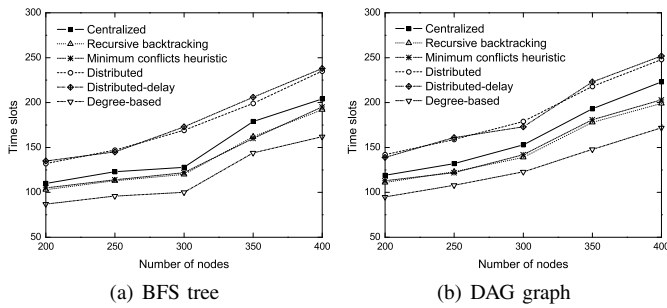 300
250
200
150
100
50
Time slots
Centralized
Recursive backtracking
Minimum conflicts heuristic
Distributed
Distributed-delay
Degree-based
200 250 300 350 400
Number of nodes
(a) BFS tree
300
250
200
150
100
50
Time slots
Centralized
Recursive backtracking
Minimum conflicts heuristic
Distributed
Distributed-delay
Degree-based
200 250 300 350 400
Number of nodes
(b) DAG graph